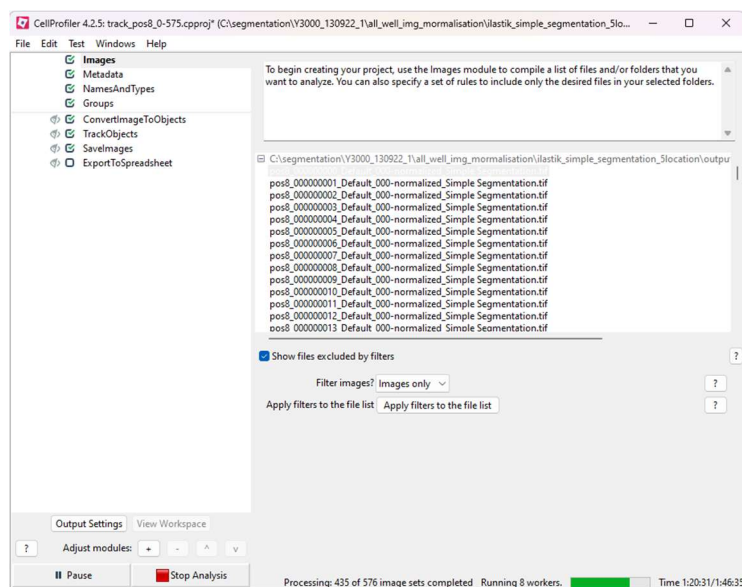 CellProfiler 4.2.5: track_pos8_0-575.cpproj* (C:\segmentation\Y3000_130922_1\all_well_img_mormalisation\ilastik_simple_segmentation_5lo...
File Edit Test Windows Help
Images
Metadata
NamesAndTypes
Groups
ConvertImageToObjects
TrackObjects
SaveImages
ExportToSpreadsheet
To begin creating your project, use the Images module to compile a list of files and/or folders that you
want to analyze. You can also specify a set of rules to include only the desired files in your selected folders.
C:\segmentation\Y3000_130922_1\all_well_img_mormalisation\ilastik_simple_segmentation_5location\outpu
pos8_000000001_Default_000-normalized_Simple Segmentation.tif
pos8_000000002_Default_000-normalized_Simple Segmentation.tif
pos8_000000003_Default_000-normalized_Simple Segmentation.tif
pos8_000000004_Default_000-normalized_Simple Segmentation.tif
pos8_000000005_Default_000-normalized_Simple Segmentation.tif
pos8_000000006_Default_000-normalized_Simple Segmentation.tif
pos8_000000007_Default_000-normalized_Simple Segmentation.tif
pos8_000000008_Default_000-normalized_Simple Segmentation.tif
pos8_000000009_Default_000-normalized_Simple Segmentation.tif
pos8_000000010_Default_000-normalized_Simple Segmentation.tif
pos8_000000011_Default_000-normalized_Simple Segmentation.tif
pos8_000000012_Default_000-normalized_Simple Segmentation.tif
pos8_000000013_Default_000-normalized_Simple Segmentation.tif
Show files excluded by filters ?
Filter images? Images only ?
Apply filters to the file list Apply filters to the file list ?
Output Settings View Workspace
? Adjust modules: + - ^ v
Pause Stop Analysis
Processing: 435 of 576 image sets completed Running 8 workers. Time 1:20:31/1:46:35